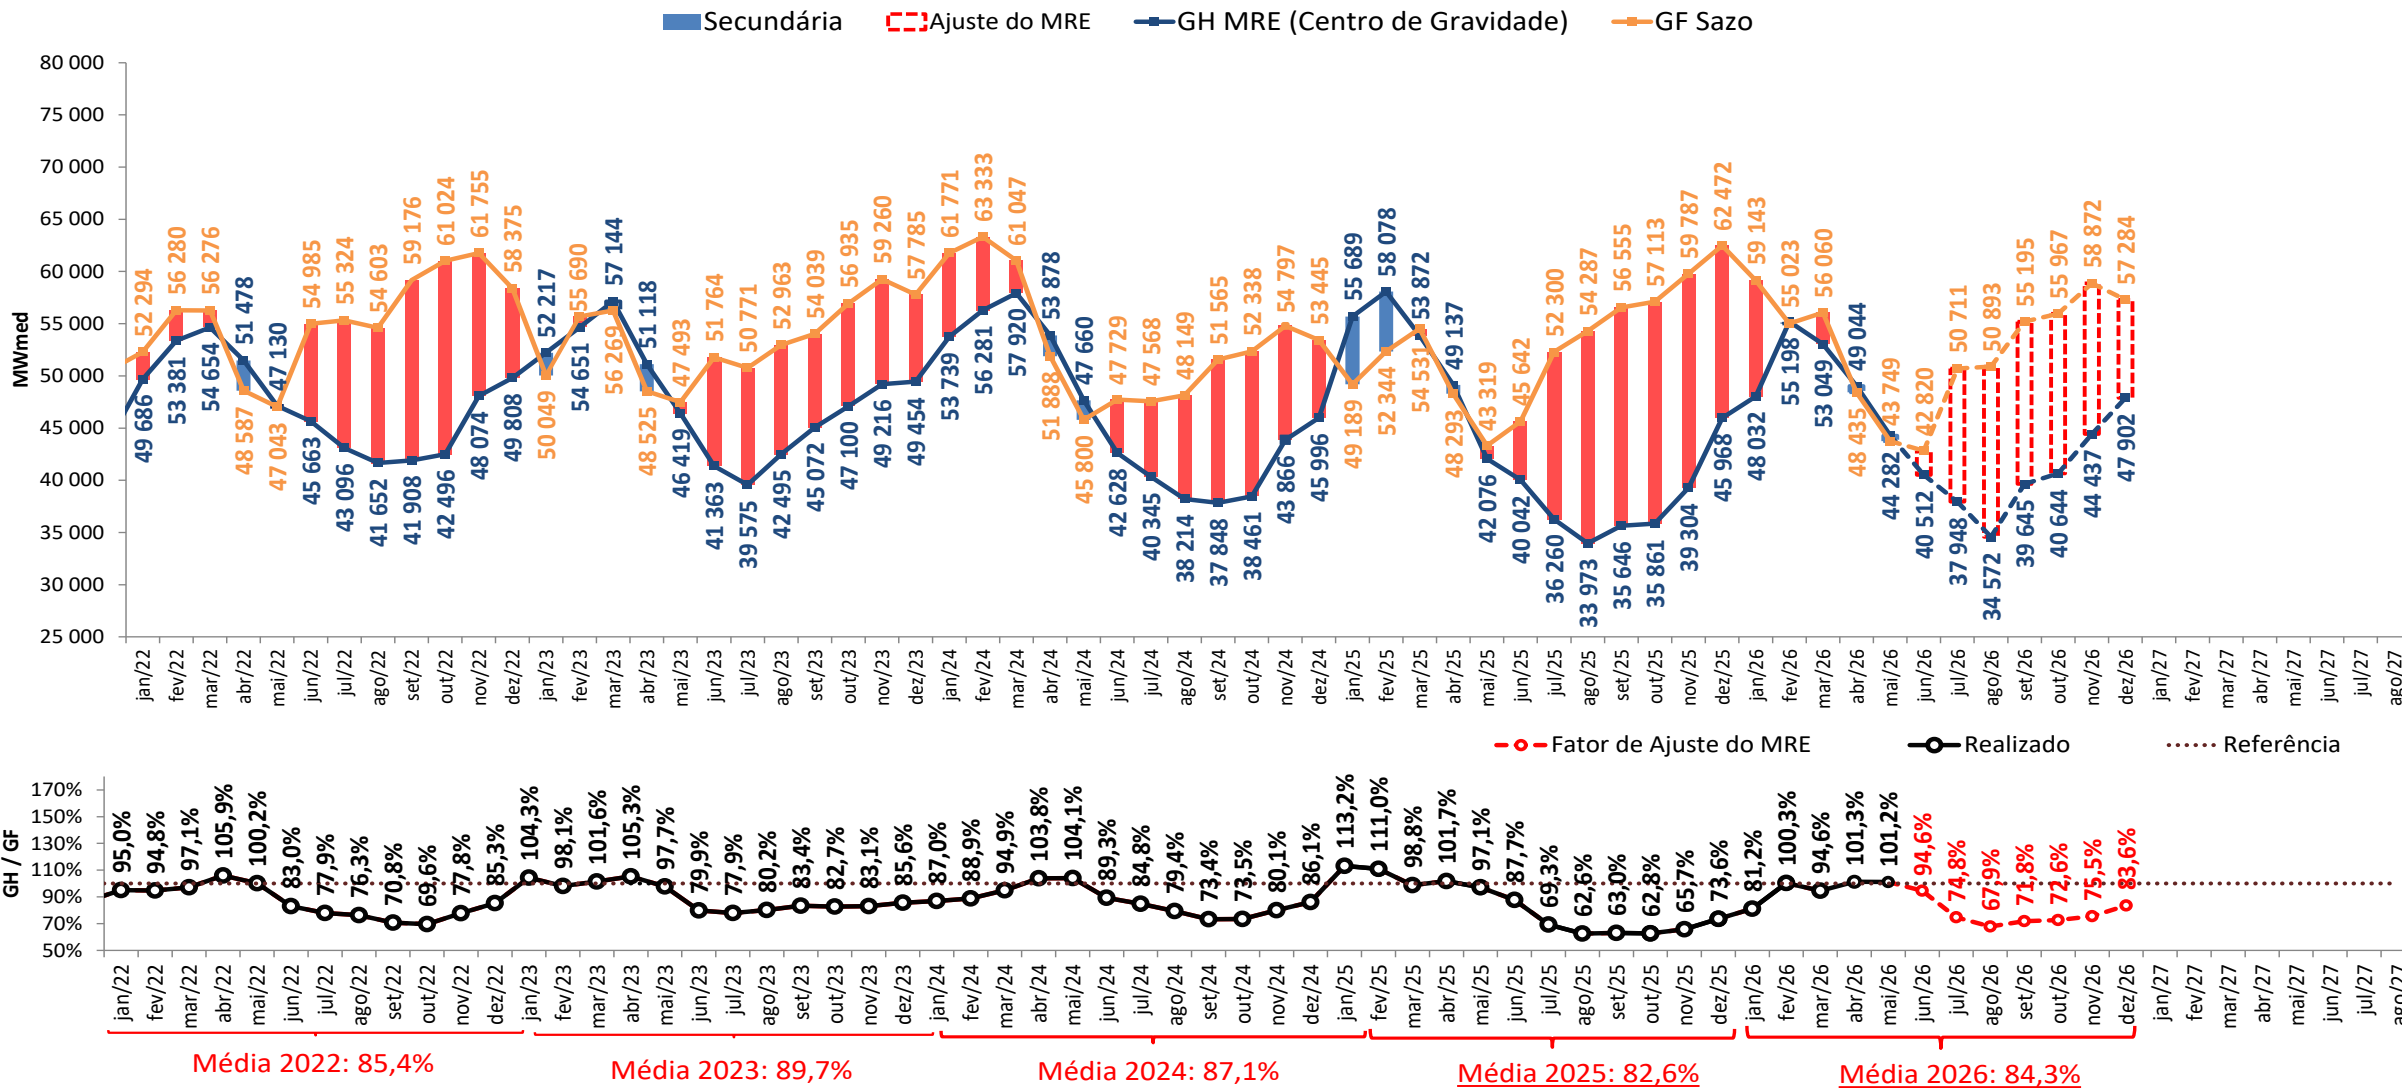 Secundária Ajuste do MRE GH MRE (Centro de Gravidade) GF Sazo
MWmed
80 000
75 000
70 000
65 000
60 000
55 000
50 000
45 000
40 000
35 000
30 000
25 000
52 294 56 280 56 276 48 587 47 043 54 985 55 324 54 603 59 176 61 024 61 755 58 375 50 049 55 690 56 269 48 525 47 493 51 764 50 771 52 963 54 039 56 935 59 260 57 785 61 771 63 333 61 047 51 888 45 800 47 729 47 568 48 149 51 565 52 338 54 797 53 445 49 189 52 344 54 531 48 293 43 319 45 642 52 300 54 287 56 555 57 113 59 787 62 472 59 143 55 023 56 060 48 435 43 749 42 820 50 711 50 893 55 195 55 967 58 872 57 284
49 686 53 381 54 654 51 478 47 130 45 663 43 096 41 652 41 908 42 496 48 074 49 808 52 217 54 651 57 144 51 118 46 419 41 363 39 575 42 495 45 072 47 100 49 216 49 454 53 739 56 281 57 920 53 878 47 660 42 628 40 345 38 214 37 848 38 461 43 866 45 996 55 689 58 078 53 872 49 137 42 076 40 042 36 260 33 973 35 646 35 861 39 304 45 968 48 032 55 198 53 049 49 044 44 282 40 512 37 948 34 572 39 645 40 644 44 437 47 902
jan/22 fev/22 mar/22 abr/22 mai/22 jun/22 jul/22 ago/22 set/22 out/22 nov/22 dez/22 jan/23 fev/23 mar/23 abr/23 mai/23 jun/23 jul/23 ago/23 set/23 out/23 nov/23 dez/23 jan/24 fev/24 mar/24 abr/24 mai/24 jun/24 jul/24 ago/24 set/24 out/24 nov/24 dez/24 jan/25 fev/25 mar/25 abr/25 mai/25 jun/25 jul/25 ago/25 set/25 out/25 nov/25 dez/25 jan/26 fev/26 mar/26 abr/26 mai/26 jun/26 jul/26 ago/26 set/26 out/26 nov/26 dez/26 jan/27 fev/27 mar/27 abr/27 mai/27 jun/27 jul/27 ago/27
Fator de Ajuste do MRE Realizado Referência
GH / GF
170%
150%
130%
110%
90%
70%
50%
95,0% 94,8% 97,1% 105,9% 100,2% 83,0% 77,9% 76,3% 70,8% 69,6% 77,8% 85,3% 104,3% 98,1% 101,6% 105,3% 97,7% 79,9% 77,9% 80,2% 83,4% 82,7% 83,1% 85,6% 87,0% 88,9% 94,9% 103,8% 104,1% 89,3% 84,8% 79,4% 73,4% 73,5% 80,1% 86,1% 113,2% 111,0% 98,8% 101,7% 97,1% 87,7% 69,3% 62,6% 63,0% 62,8% 65,7% 73,6% 81,2% 100,3% 94,6% 101,3% 101,2% 94,6% 74,8% 67,9% 71,8% 72,6% 75,5% 83,6%
jan/22 fev/22 mar/22 abr/22 mai/22 jun/22 jul/22 ago/22 set/22 out/22 nov/22 dez/22 jan/23 fev/23 mar/23 abr/23 mai/23 jun/23 jul/23 ago/23 set/23 out/23 nov/23 dez/23 jan/24 fev/24 mar/24 abr/24 mai/24 jun/24 jul/24 ago/24 set/24 out/24 nov/24 dez/24 jan/25 fev/25 mar/25 abr/25 mai/25 jun/25 jul/25 ago/25 set/25 out/25 nov/25 dez/25 jan/26 fev/26 mar/26 abr/26 mai/26 jun/26 jul/26 ago/26 set/26 out/26 nov/26 dez/26 jan/27 fev/27 mar/27 abr/27 mai/27 jun/27 jul/27 ago/27
Média 2022: 85,4% Média 2023: 89,7% Média 2024: 87,1% Média 2025: 82,6% Média 2026: 84,3%